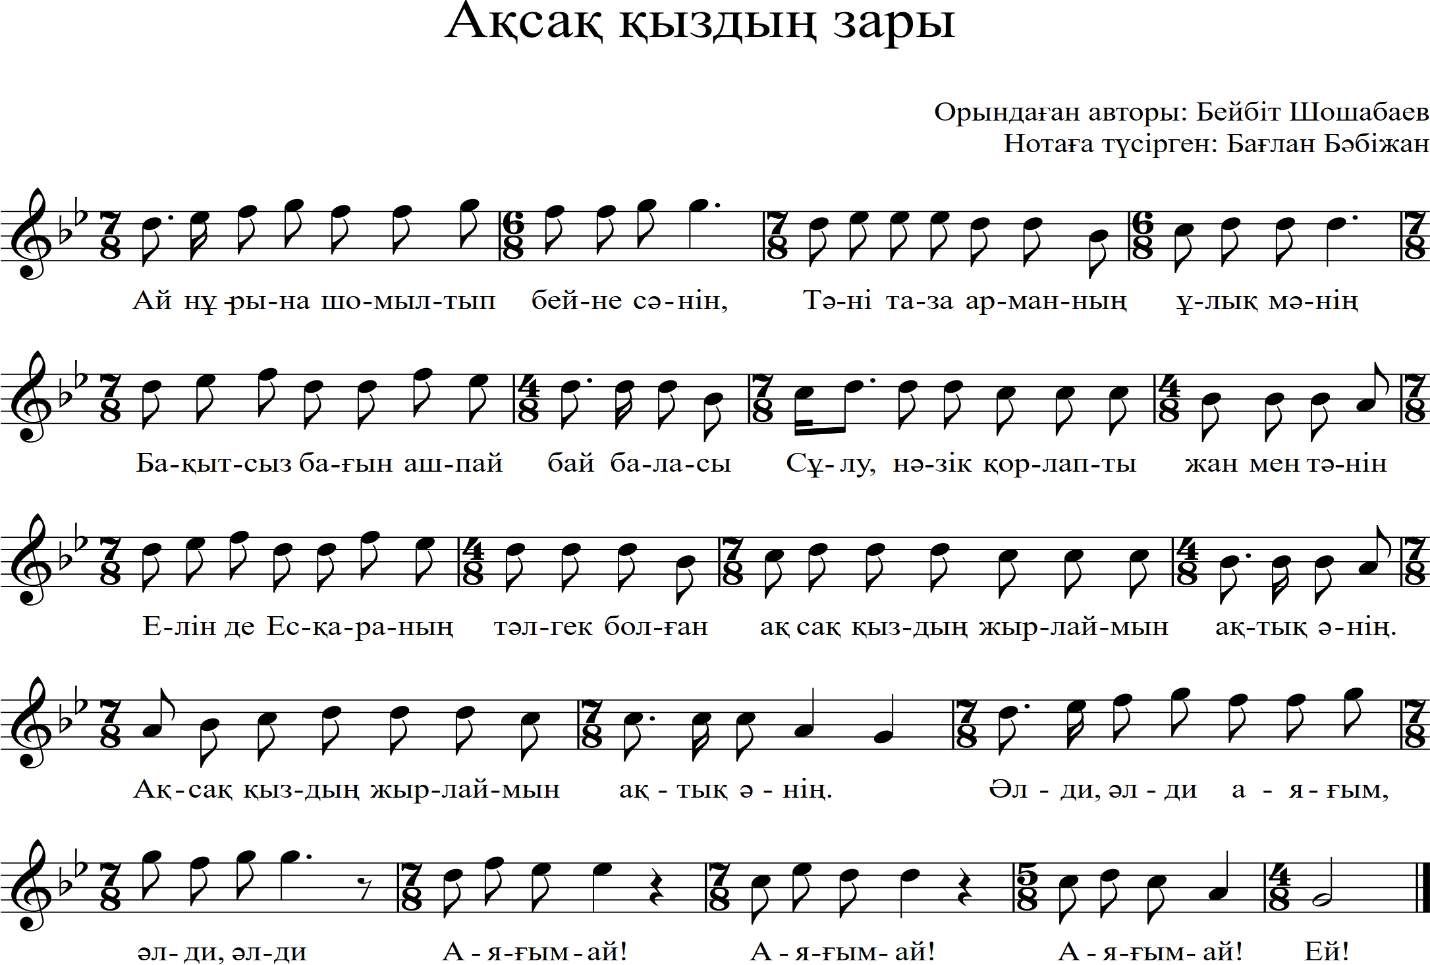 Ақсақ қыздың зары
Орындаған авторы: Бейбіт Шошабаев
Нотаға түсірген: Бағлан Бәбіжан
Ай нұ-ры-на шо-мыл-тып бей-не сә-нін, Тә-ні та-за ар-ман-ның ұ-лық мә-нің
Ба-қыт-сыз ба-ғын аш-пай бай ба-ла-сы Сұ-лу, нә-зік қор-лап-ты жан мен тә-нін
Е-лін де Ес-қа-ра-ның тәл-гек бол-ған ақ сақ қыз-дың жыр-лай-мын ақ-тық ә-нің.
Ақ-сақ қыз-дың жыр-лай-мын ақ - тық ә - нің. Әл - ди, әл - ди а - я - ғым,
әл- ди, әл-ди А - я-ғым-ай! А - я-ғым- ай! А - я-ғым- ай! Ей!